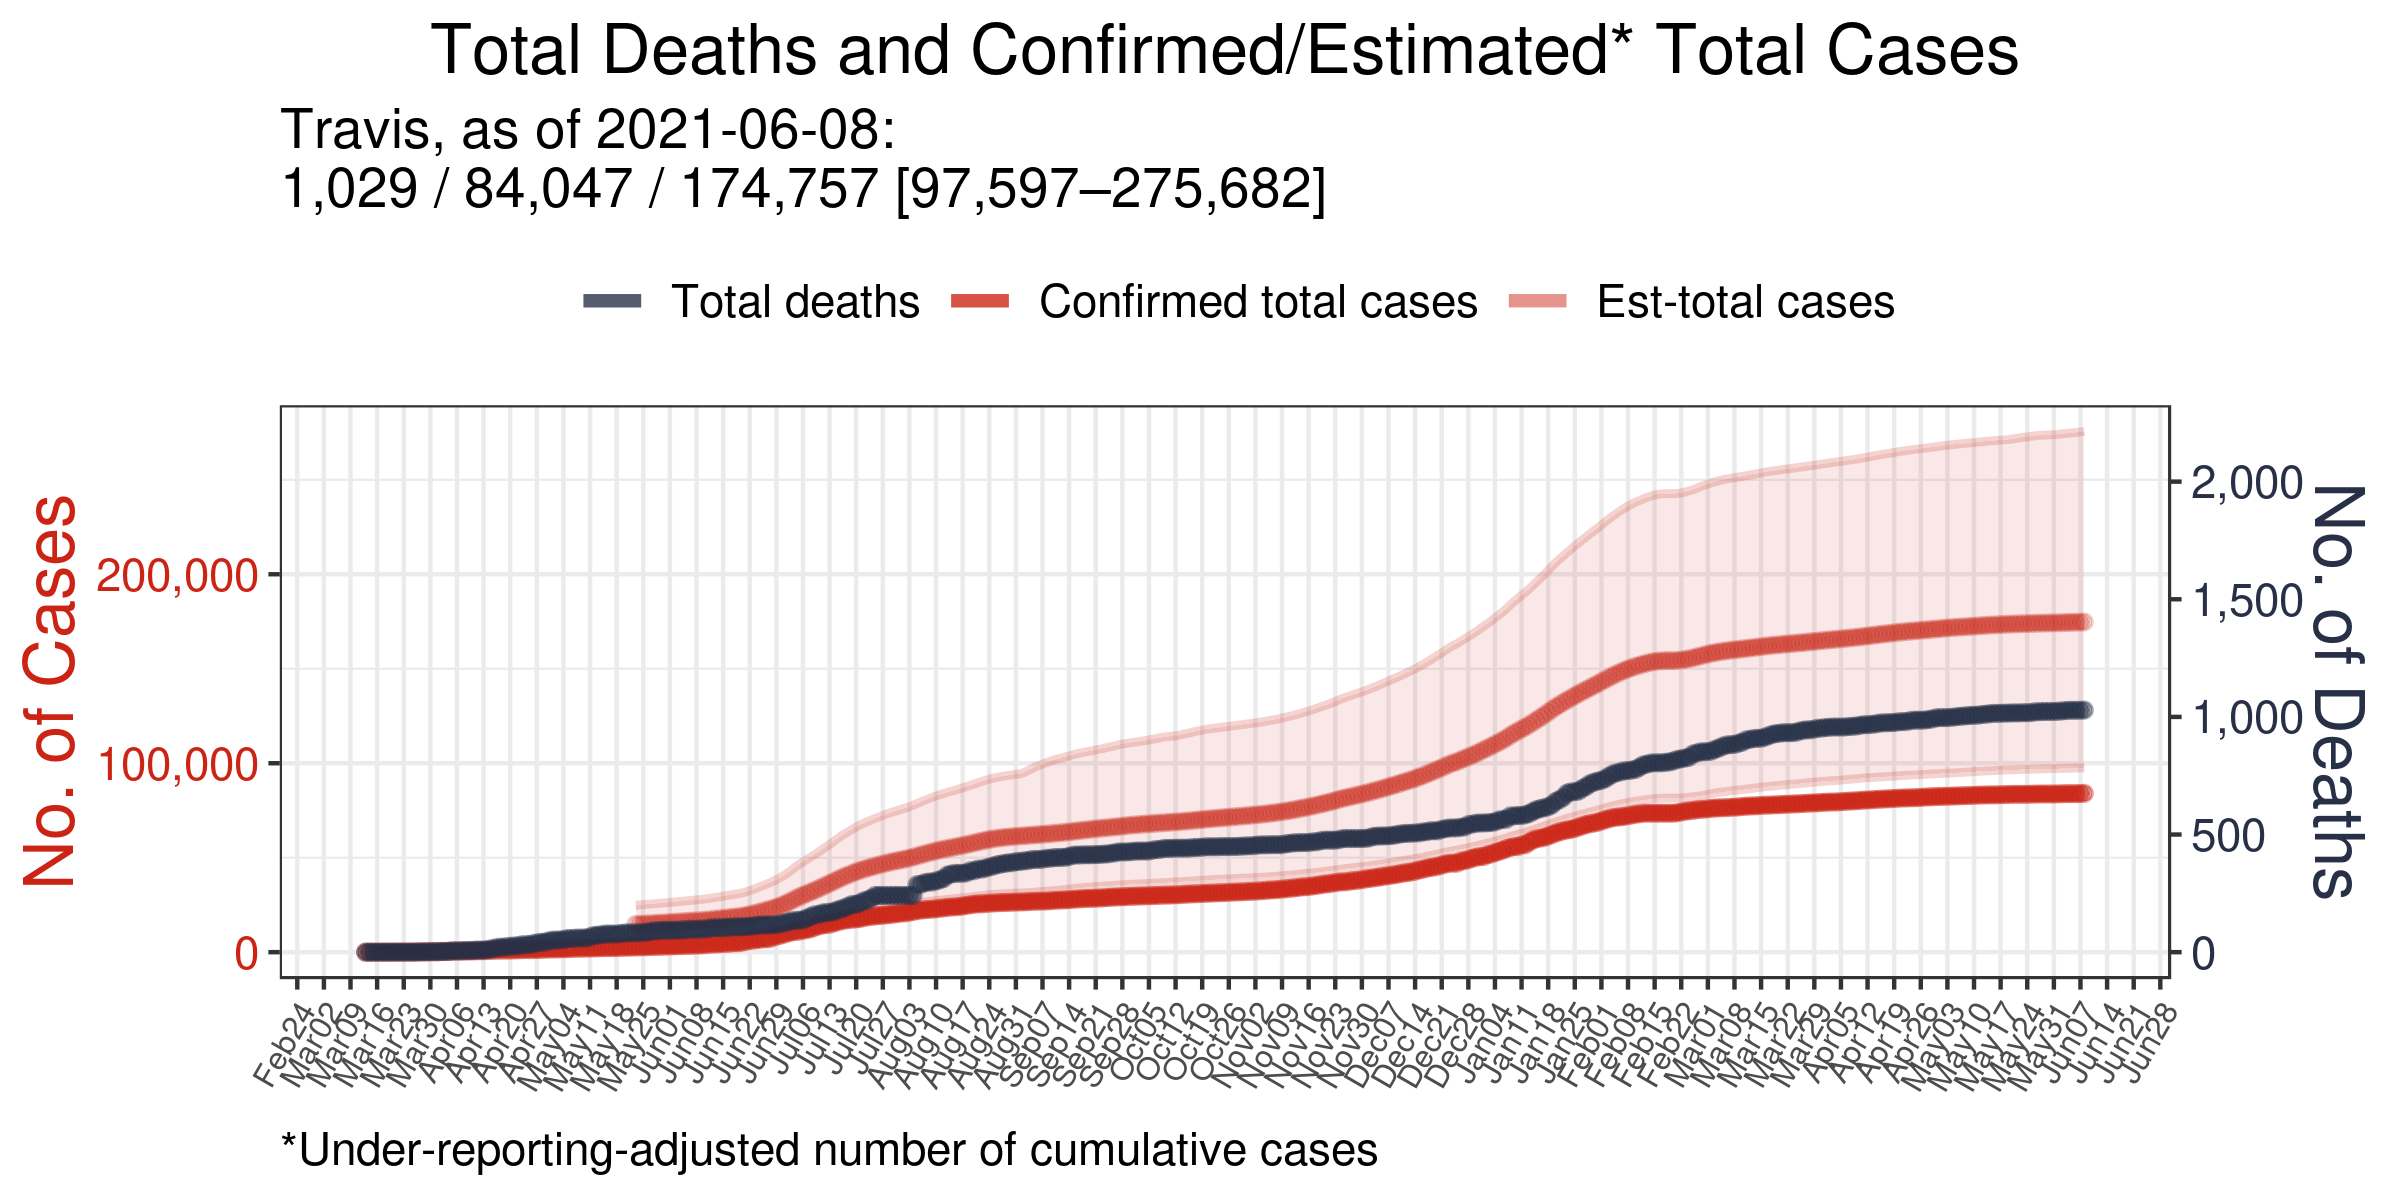 Total Deaths and Confirmed/Estimated* Total Cases
Travis, as of 2021-06-08:
1,029 / 84,047 / 174,757 [97,597–275,682]
Total deaths
Confirmed total cases
Est-total cases
No. of Cases
200,000
100,000
0
2,000
1,500
1,000
500
0
No. of Deaths
Feb24
Mar02
Mar09
Mar16
Mar23
Mar30
Apr06
Apr13
Apr20
Apr27
May04
May11
May18
May25
Jun01
Jun08
Jun15
Jun22
Jun29
Jul06
Jul13
Jul20
Jul27
Aug03
Aug10
Aug17
Aug24
Aug31
Sep07
Sep14
Sep21
Sep28
Oct05
Oct12
Oct19
Oct26
Nov02
Nov09
Nov16
Nov23
Nov30
Dec07
Dec14
Dec21
Dec28
Jan04
Jan11
Jan18
Jan25
Feb01
Feb08
Feb15
Feb22
Mar01
Mar08
Mar15
Mar22
Mar29
Apr05
Apr12
Apr19
Apr26
May03
May10
May17
May24
May31
Jun07
Jun14
Jun21
Jun28
*Under-reporting-adjusted number of cumulative cases